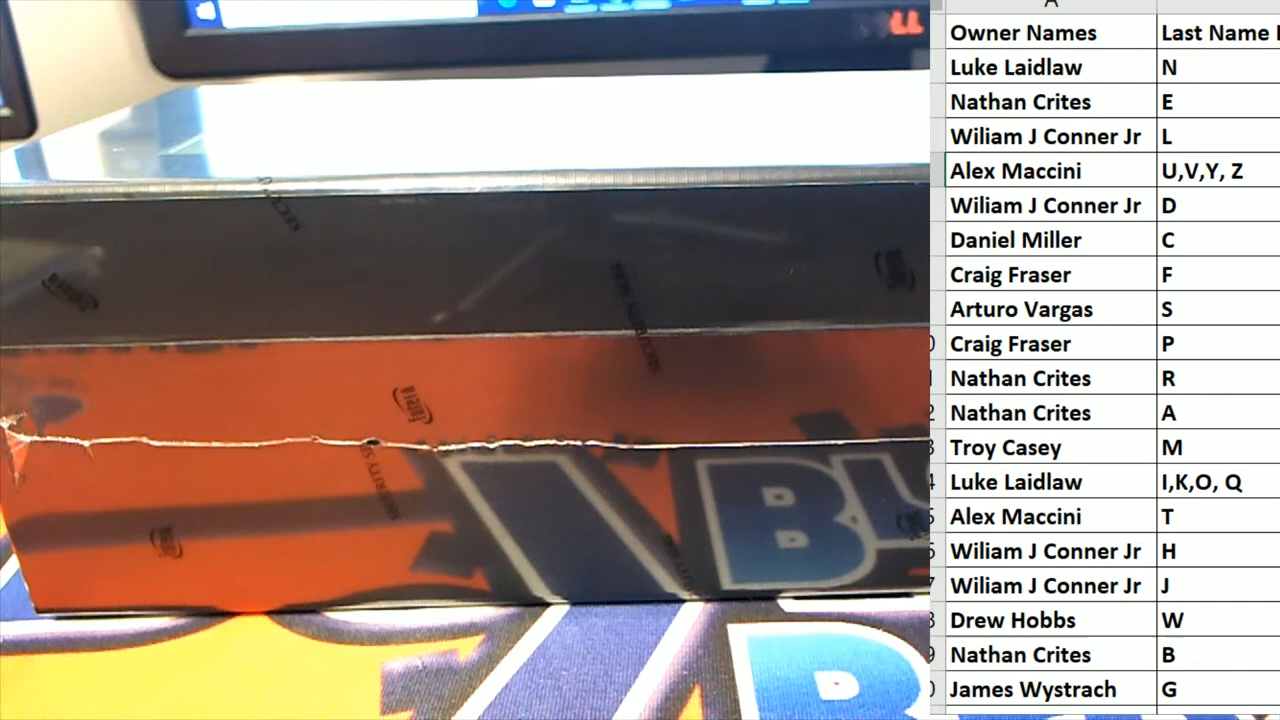 A
Owner Names Last Name
Luke Laidlaw N
Nathan Crites E
Wiliam J Conner Jr L
Alex Maccini U,V,Y, Z
Wiliam J Conner Jr D
Daniel Miller C
Craig Fraser F
Arturo Vargas S
Craig Fraser P
Nathan Crites R
Nathan Crites A
Troy Casey M
Luke Laidlaw I,K,O, Q
Alex Maccini T
Wiliam J Conner Jr H
Wiliam J Conner Jr J
Drew Hobbs W
Nathan Crites B
James Wystrach G